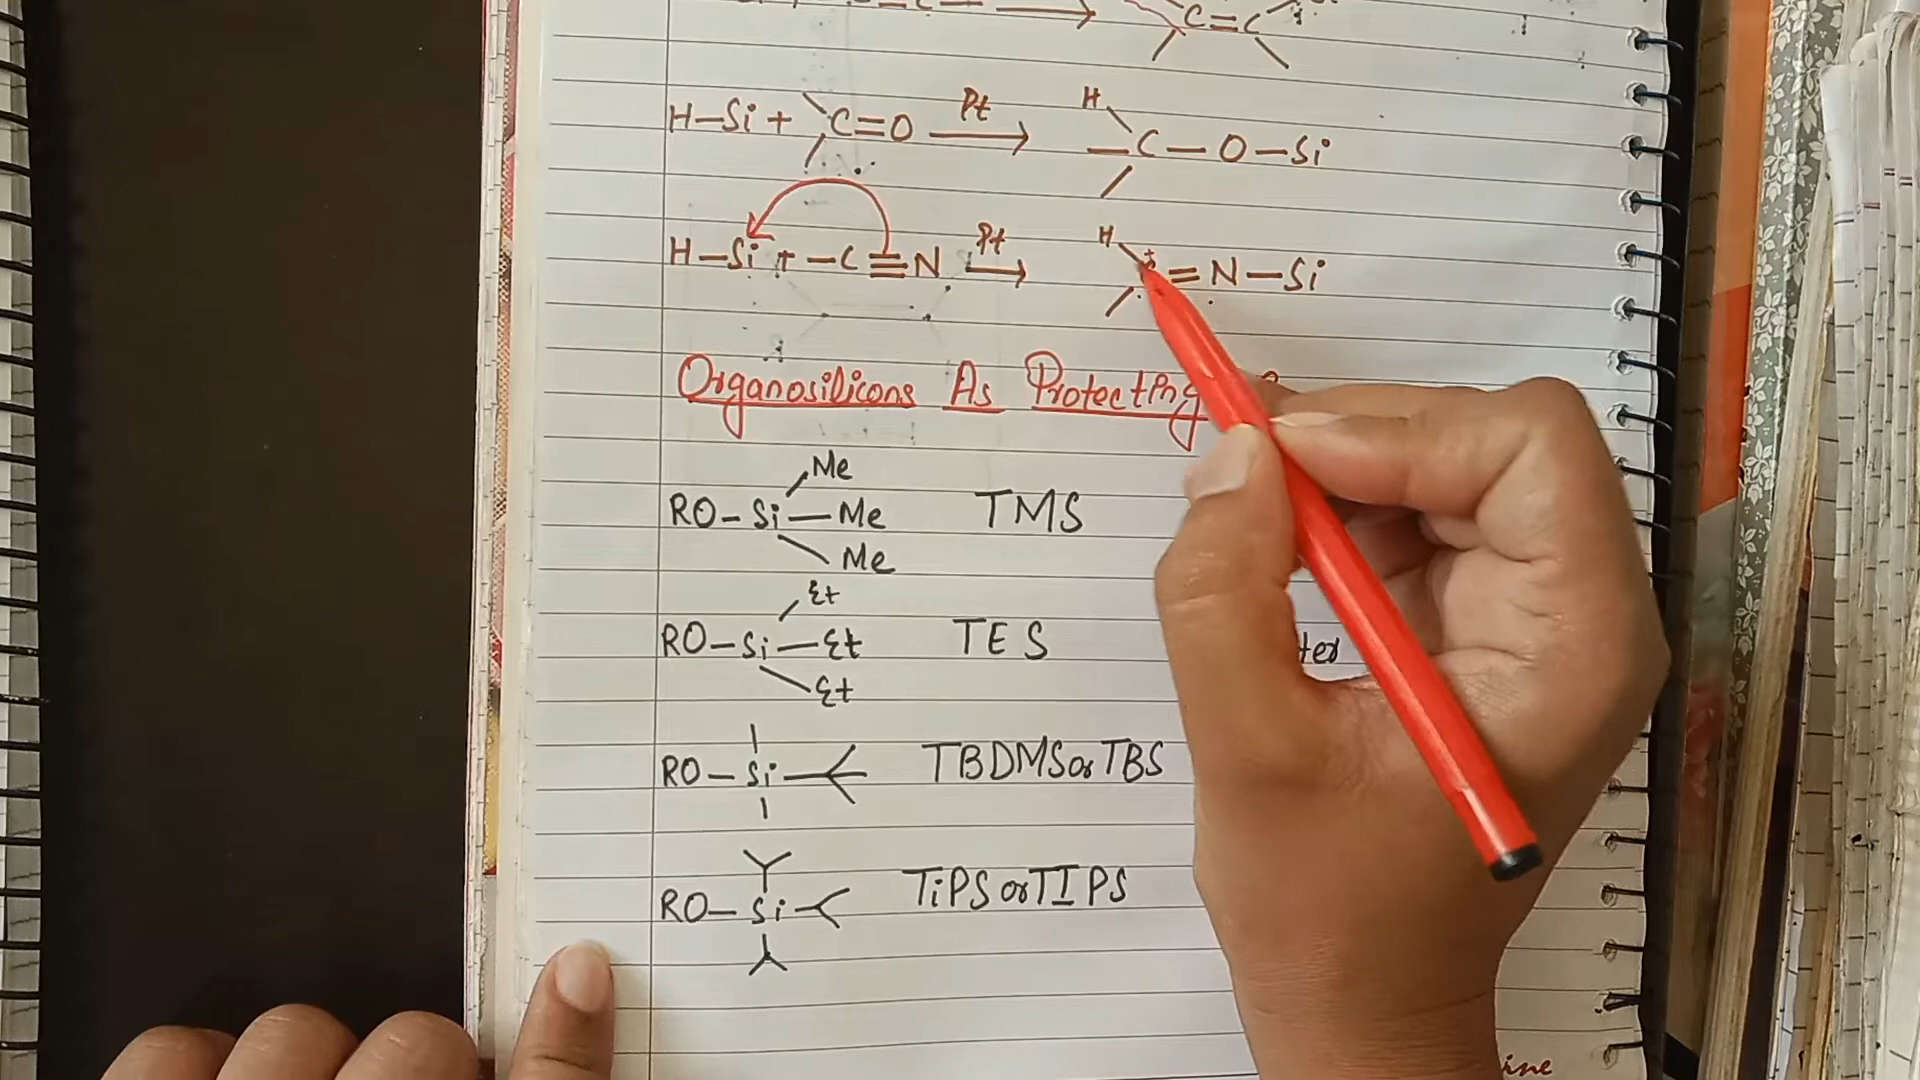 C=C
H-Si + C=O Pt → H C-O-Si
H-Si + -C≡N Pt → H + =N-Si
Organosilicons As Protecting
Me
RO-Si-Me TMS
Me
Et
RO-Si-Et TES
Et
RO-Si TBDMS or TBS
RO-Si TiPS or TIPS